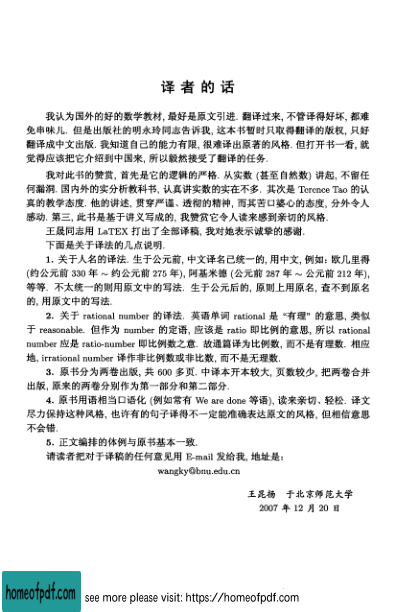 译者的话
我认为国外的好的数学教材, 最好是原文引进. 翻译过来, 不管译得好坏, 都难
免串味儿. 但是出版社的明永玲同志告诉我, 这本书暂时只取得翻译的版权, 只好
翻译成中文出版. 我知道自己的能力有限, 很难译出原著的风格. 但打开书一看, 就
觉得应该把它介绍到中国来, 所以毅然接受了翻译的任务.
我对此书的赞赏, 首先是它的逻辑的严格. 从实数 (甚至自然数) 讲起, 不留任
何漏洞. 国内外的实分析教科书, 认真讲实数的实在不多. 其次是 Terence Tao 的认
真的教学态度. 他的讲述, 贯穿严谨、透彻的精神, 而其苦口婆心的态度, 分外令人
感动. 第三, 此书是基于讲义写成的, 我赞赏它令人读来感到亲切的风格.
王晟同志用 LaTEX 打出了全部译稿, 我对她表示诚挚的感谢.
下面是关于译法的几点说明.
1. 关于人名的译法. 生于公元前, 中文译名已统一的, 用中文, 例如: 欧几里得
(约公元前 330 年 ~ 约公元前 275 年), 阿基米德 (公元前 287 年 ~ 公元前 212 年),
等等. 不太统一的则用原文中的写法. 生于公元后的, 原则上用原名, 查不到原名
的, 用原文中的写法.
2. 关于 rational number 的译法. 英语单词 rational 是 “有理” 的意思, 类似
于 reasonable. 但作为 number 的定语, 应该是 ratio 即比例的意思, 所以 rational
number 应是 ratio-number 即比例数之意. 故通篇译为比例数, 而不是有理数. 相应
地, irrational number 译作非比例数或非比数, 而不是无理数.
3. 原书分为两卷出版, 共 600 多页. 中译本开本较大, 页数较少, 把两卷合并
出版, 原来的两卷分别作为第一部分和第二部分.
4. 原书用语相当口语化 (例如常有 We are done 等语), 读来亲切、轻松. 译文
尽力保持这种风格, 也许有的句子译得不一定能准确表达原文的风格, 但相信意思
不会错.
5. 正文编排的体例与原书基本一致.
请读者把对于译稿的任何意见用 E-mail 发给我, 地址是:
wangky@bnu.edu.cn
王昆扬 于北京师范大学
2007 年 12 月 20 日
homeofpdf.com
see more please visit: https://homeofpdf.com